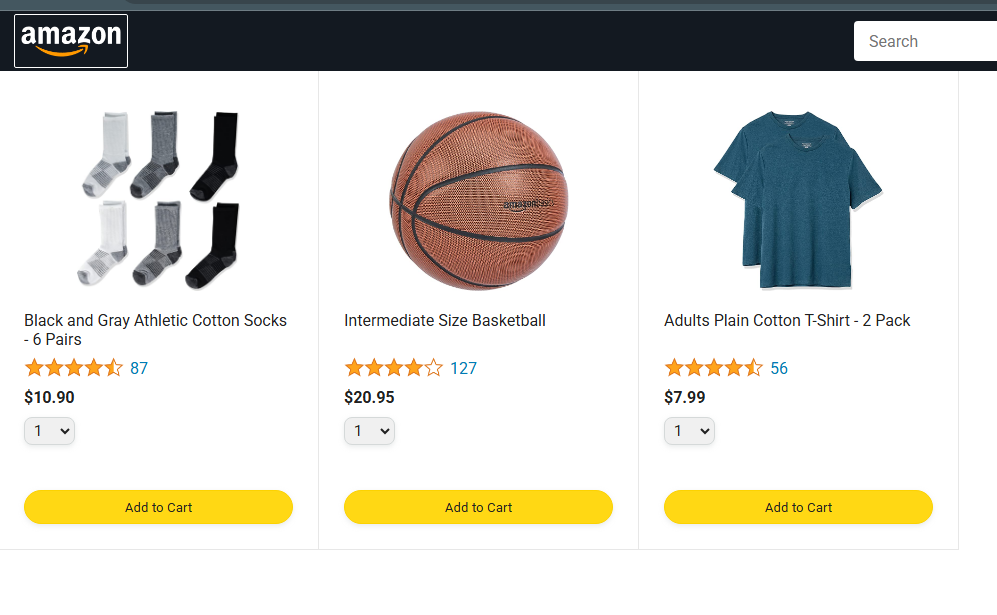 amazon
Search
amazon
Black and Gray Athletic Cotton Socks
- 6 Pairs
87
$10.90
1
Add to Cart
Intermediate Size Basketball
127
$20.95
1
Add to Cart
Adults Plain Cotton T-Shirt - 2 Pack
56
$7.99
1
Add to Cart